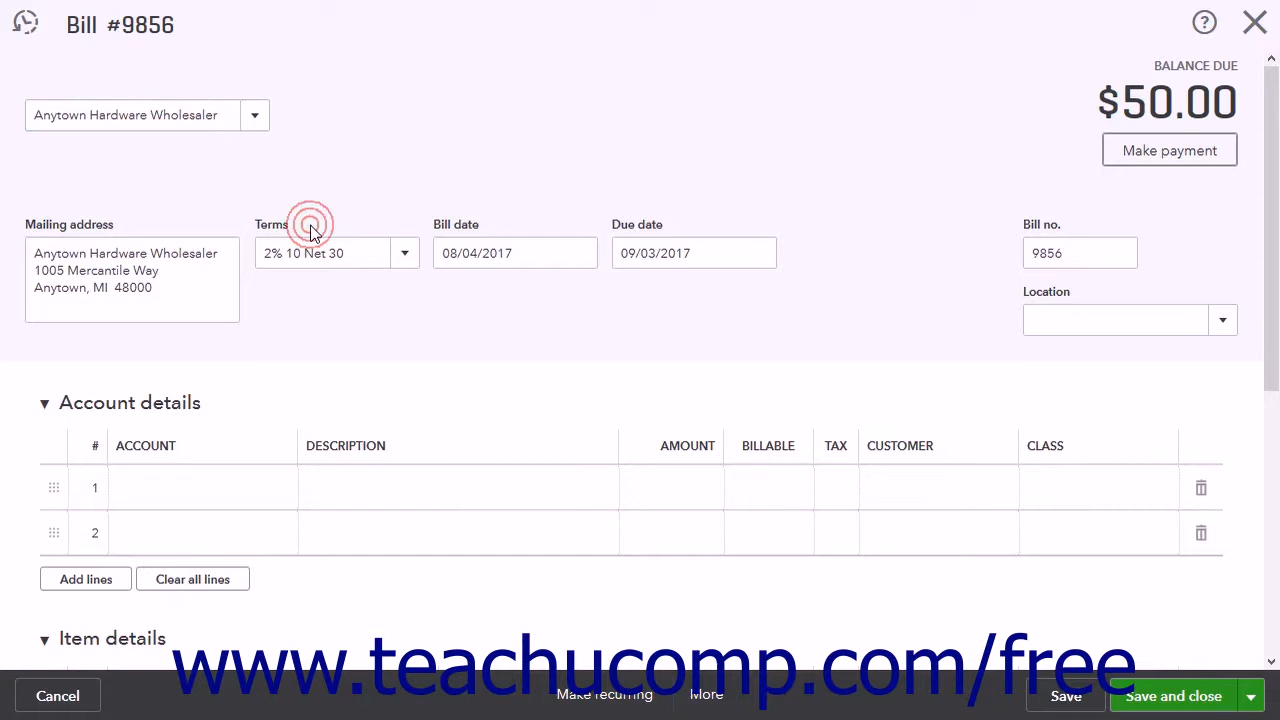 Bill #9856
BALANCE DUE
$50.00
Anytown Hardware Wholesaler
Make payment
Mailing address
Terms
Bill date
Due date
Bill no.
Anytown Hardware Wholesaler
1005 Mercantile Way
Anytown, MI 48000
2% 10 Net 30
08/04/2017
09/03/2017
9856
Location
Account details
# ACCOUNT DESCRIPTION AMOUNT BILLABLE TAX CUSTOMER CLASS
1
2
Add lines
Clear all lines
Item details
www.teachucomp.com/free
Cancel
Make recurring
More
Save
Save and close